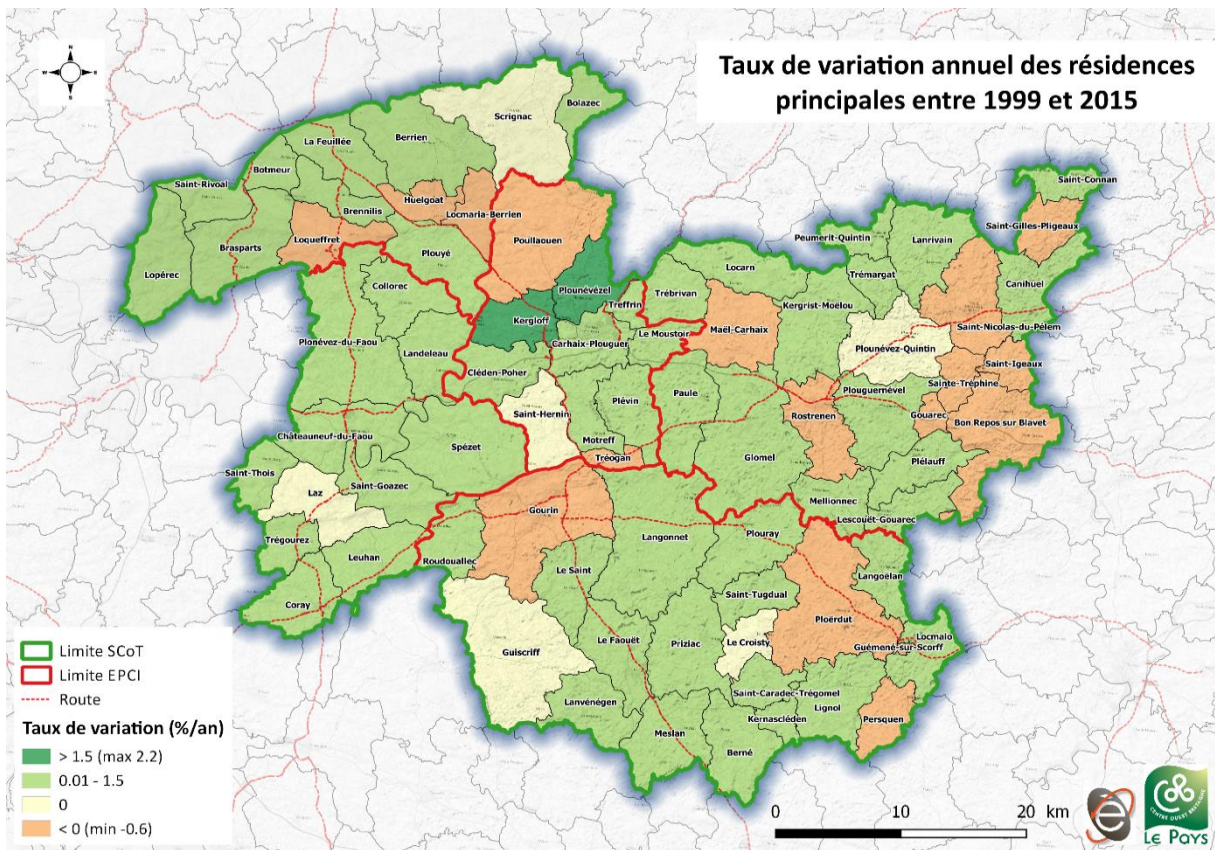 Taux de variation annuel des résidences
principales entre 1999 et 2015
N
W
E
S
Bolazec
Scrignac
Berrien
La Feuillée
Botmeur
Saint-Rivoal
Huelgoat
Locmaria-Berrien
Brennilis
Loqueffret
Brasparts
Lopérec
Poullaouen
Plouyé
Collorec
Plounévézel
Treffrin
Kergloff
Carhaix-Plouguer
Le Moustoir
Trébrivan
Locarn
Maël-Carhaix
Kergrist-Moëlou
Peumerit-Quintin
Trémargat
Lanrivain
Saint-Connan
Saint-Gilles-Pligeaux
Canihuel
Saint-Nicolas-du-Pélem
Plounévez-Quintin
Saint-Igeaux
Sainte-Tréphine
Plouguernével
Gouarec
Bon Repos sur Blavet
Rostrenen
Plélauff
Mellionnec
Lescouët-Gouarec
Glomel
Paule
Plévin
Motreff
Tréogan
Saint-Hernin
Cléden-Poher
Landeleau
Plonévez-du-Faou
Châteauneuf-du-Faou
Spézet
Saint-Thois
Saint-Goazec
Laz
Trégourez
Leuhan
Coray
Roudouallec
Gourin
Langonnet
Plouray
Le Saint
Langoëlan
Saint-Tugdual
Ploërdut
Locmalo
Guémené-sur-Scorff
Le Croisty
Priziac
Le Faouët
Guiscriff
Lanvénégen
Saint-Caradec-Trégomel
Lignol
Kernascléden
Persquen
Meslan
Berné
Limite SCoT
Limite EPCI
Route
Taux de variation (%/an)
> 1.5 (max 2.2)
0.01 - 1.5
0
< 0 (min -0.6)
0 10 20 km
CENTRE OUEST BRETAGNE
LE PAYS